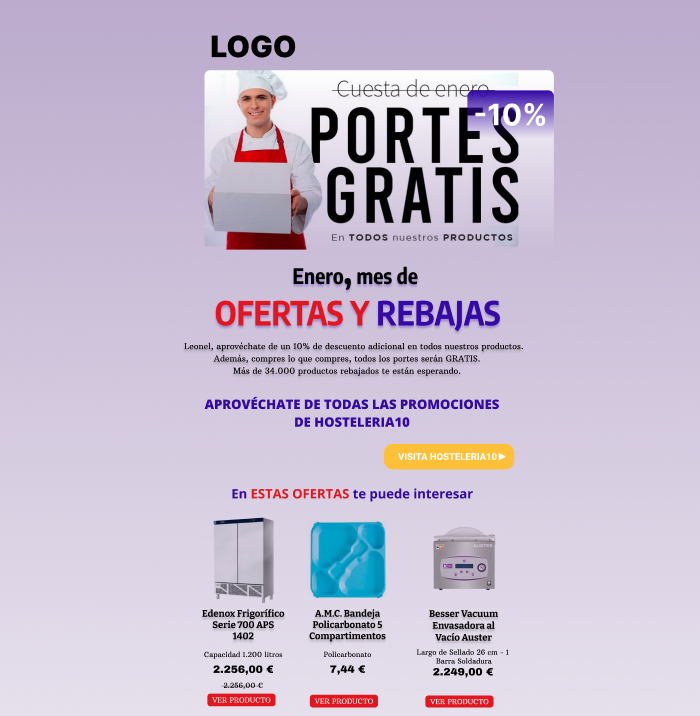 LOGO
Cuesta de enero
-10%
PORTES
GRATIS
En TODOS nuestros PRODUCTOS
Enero, mes de
OFERTAS Y REBAJAS
Leonel, aprovéchate de un 10% de descuento adicional en todos nuestros productos.
Además, compres lo que compres, todos los portes serán GRATIS.
Más de 34.000 productos rebajados te están esperando.
APROVÉCHATE DE TODAS LAS PROMOCIONES
DE HOSTELERIA10
VISITA HOSTELERIA10
En ESTAS OFERTAS te puede interesar
Edenox Frigorífico
Serie 700 APS
1402
Capacidad 1.200 litros
2.256,00 €
2.256,00 €
VER PRODUCTO
A.M.C. Bandeja
Policarbonato 5
Compartimentos
Policarbonato
7,44 €
VER PRODUCTO
Besser Vacuum
Envasadora al
Vacío Auster
Largo de Sellado 26 cm - 1
Barra Soldadura
2.249,00 €
VER PRODUCTO